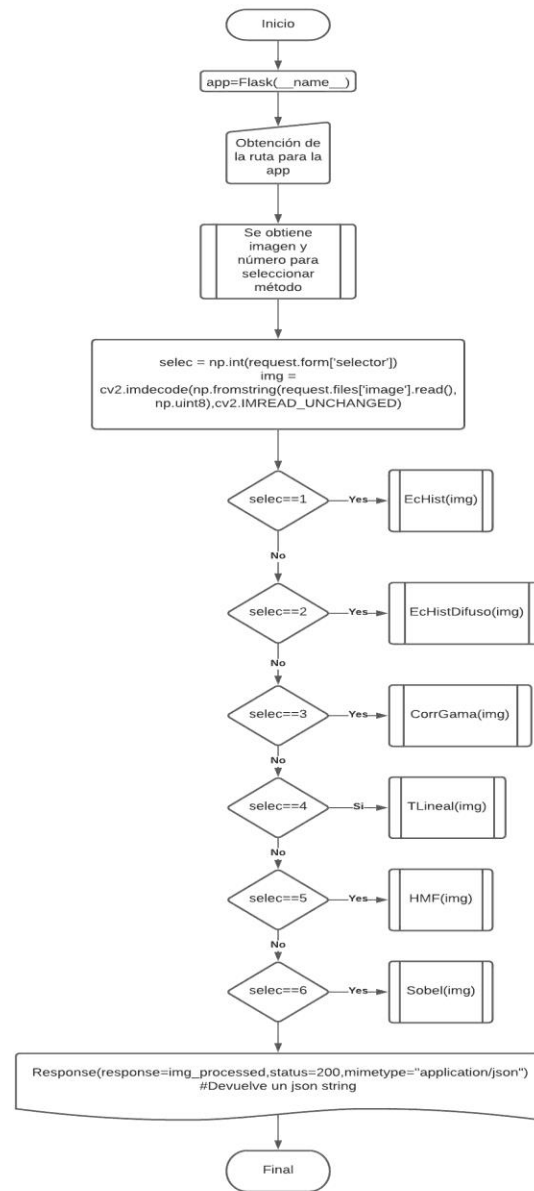 Inicio
app=Flask(__name__)
Obtención de
la ruta para la
app
Se obtiene
imagen y
número para
seleccionar
método
selec = np.int(request.form['selector'])
img =
cv2.imdecode(np.fromstring(request.files['image'].read(),
np.uint8),cv2.IMREAD_UNCHANGED)
selec==1
Yes
EcHist(img)
No
selec==2
Yes
EcHistDifuso(img)
No
selec==3
Yes
CorrGama(img)
No
selec==4
Si
TLineal(img)
No
selec==5
Yes
HMF(img)
No
selec==6
Yes
Sobel(img)
Response(response=img_processed,status=200,mimetype="application/json")
#Devuelve un json string
Final